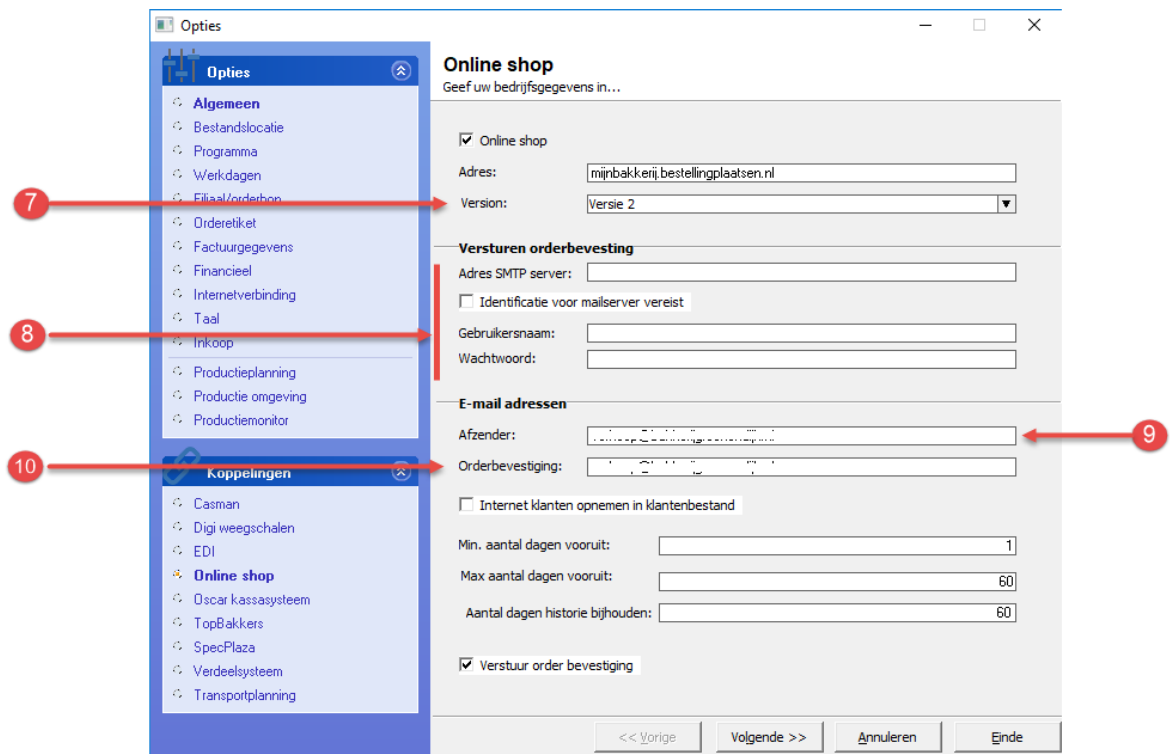 Opties
Opties
Algemeen
Bestandslocatie
Programma
Werkdagen
Filiaal/orderbon
Orderetiket
Factuurgegevens
Financieel
Internetverbinding
Taal
Inkoop
Productieplanning
Productie omgeving
Productiemonitor
Koppelingen
Casman
Digi weegschalen
EDI
Online shop
Oscar kassasysteem
TopBakkers
SpecPlaza
Verdeelsysteem
Transportplanning
Online shop
Geef uw bedrijfsgegevens in...
Online shop
Adres: mijnbakkerij.bestellingplaatsen.nl
7
Version: Versie 2
Versturen orderbevesting
Adres SMTP server:
Identificatie voor mailserver vereist
8
Gebruikersnaam:
Wachtwoord:
E-mail adressen
Afzender:
9
10
Orderbevestiging:
Internet klanten opnemen in klantenbestand
Min. aantal dagen vooruit: 1
Max aantal dagen vooruit: 60
Aantal dagen historie bijhouden: 60
Verstuur order bevestiging
<< Vorige
Volgende >>
Annuleren
Einde